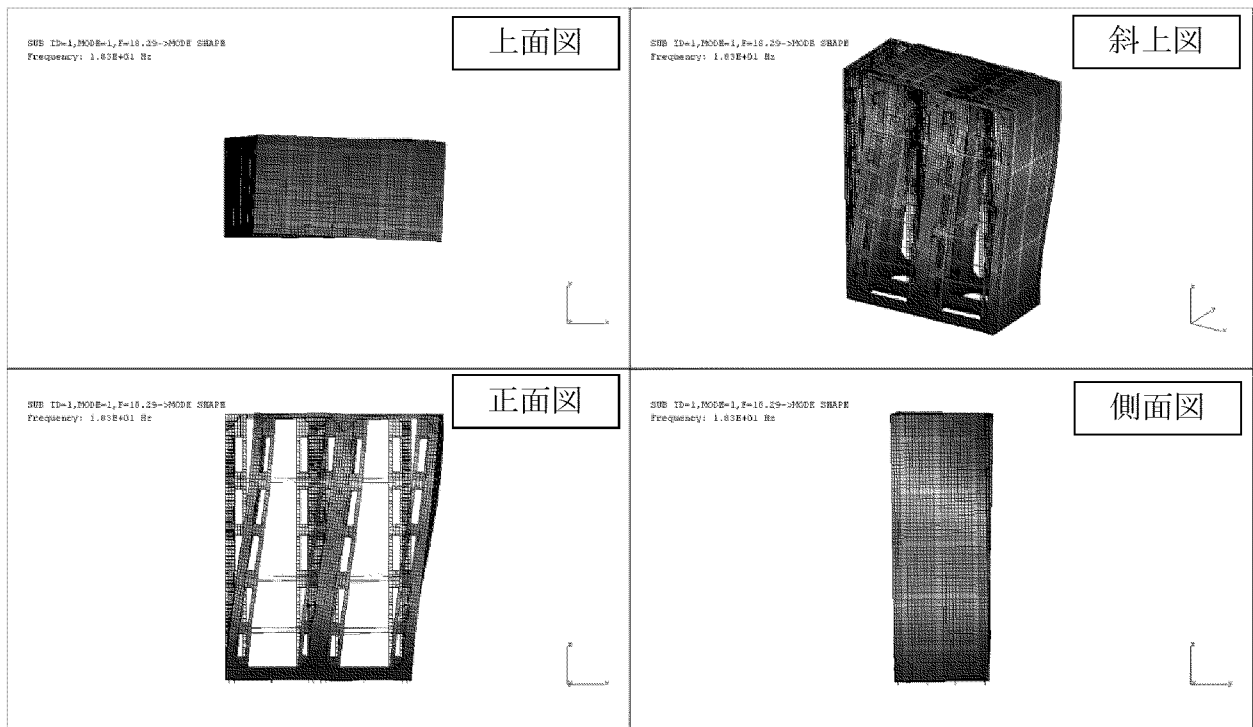 SUB ID=1,MODE=1,F=18.29->MODE SHAPE
Frequency: 1.83E+01 Hz
上面図
SUB ID=1,MODE=1,F=18.29->MODE SHAPE
Frequency: 1.83E+01 Hz
斜上図
SUB ID=1,MODE=1,F=18.29->MODE SHAPE
Frequency: 1.83E+01 Hz
正面図
SUB ID=1,MODE=1,F=18.29->MODE SHAPE
Frequency: 1.83E+01 Hz
側面図